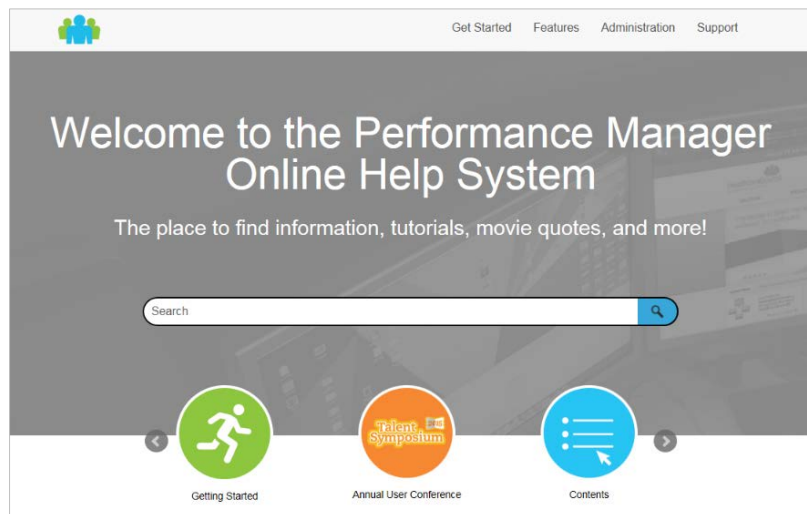 Get Started Features Administration Support
Welcome to the Performance Manager
Online Help System
The place to find information, tutorials, movie quotes, and more!
Search
Talent
Symposium
Getting Started Annual User Conference Contents